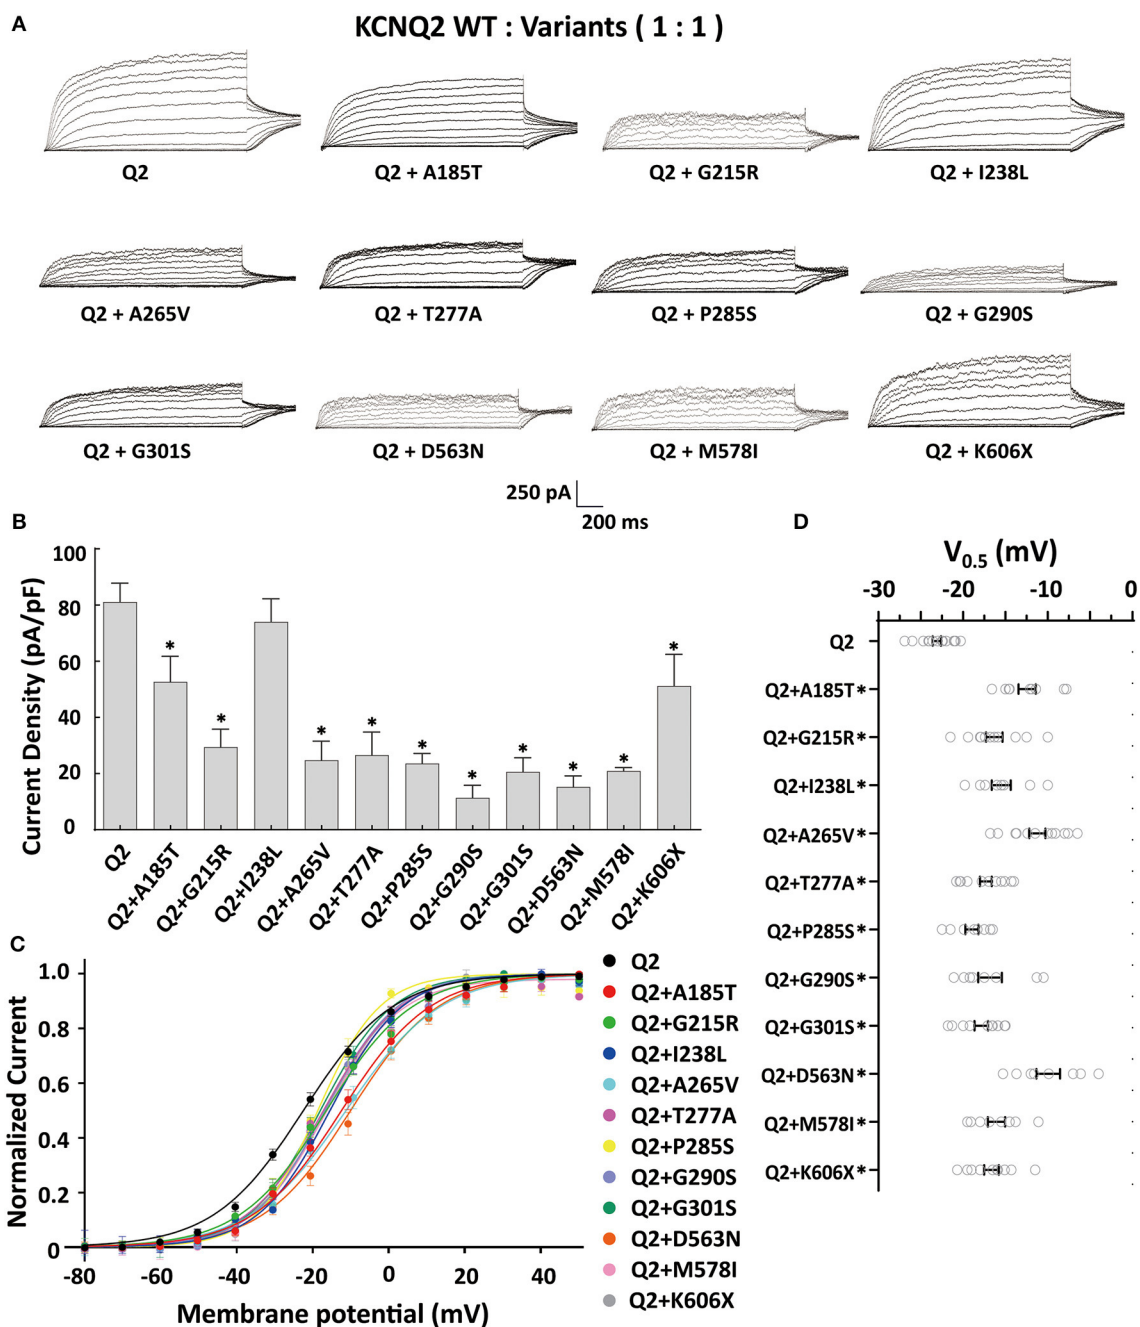 A
KCNQ2 WT : Variants ( 1 : 1 )
Q2
Q2 + A185T
Q2 + G215R
Q2 + I238L
Q2 + A265V
Q2 + T277A
Q2 + P285S
Q2 + G290S
Q2 + G301S
Q2 + D563N
Q2 + M578I
Q2 + K606X
250 pA
200 ms
B
Current Density (pA/pF)
100
80
60
40
20
0
* * * * * * * * * *
Q2
Q2+A185T
Q2+G215R
Q2+I238L
Q2+A265V
Q2+T277A
Q2+P285S
Q2+G290S
Q2+G301S
Q2+D563N
Q2+M578I
Q2+K606X
C
Normalized Current
1.0
0.8
0.6
0.4
0.2
0
-80 -60 -40 -20 0 20 40
Membrane potential (mV)
Q2
Q2+A185T
Q2+G215R
Q2+I238L
Q2+A265V
Q2+T277A
Q2+P285S
Q2+G290S
Q2+G301S
Q2+D563N
Q2+M578I
Q2+K606X
D
V0.5 (mV)
-30 -20 -10 0
Q2
Q2+A185T*
Q2+G215R*
Q2+I238L*
Q2+A265V*
Q2+T277A*
Q2+P285S*
Q2+G290S*
Q2+G301S*
Q2+D563N*
Q2+M578I*
Q2+K606X*